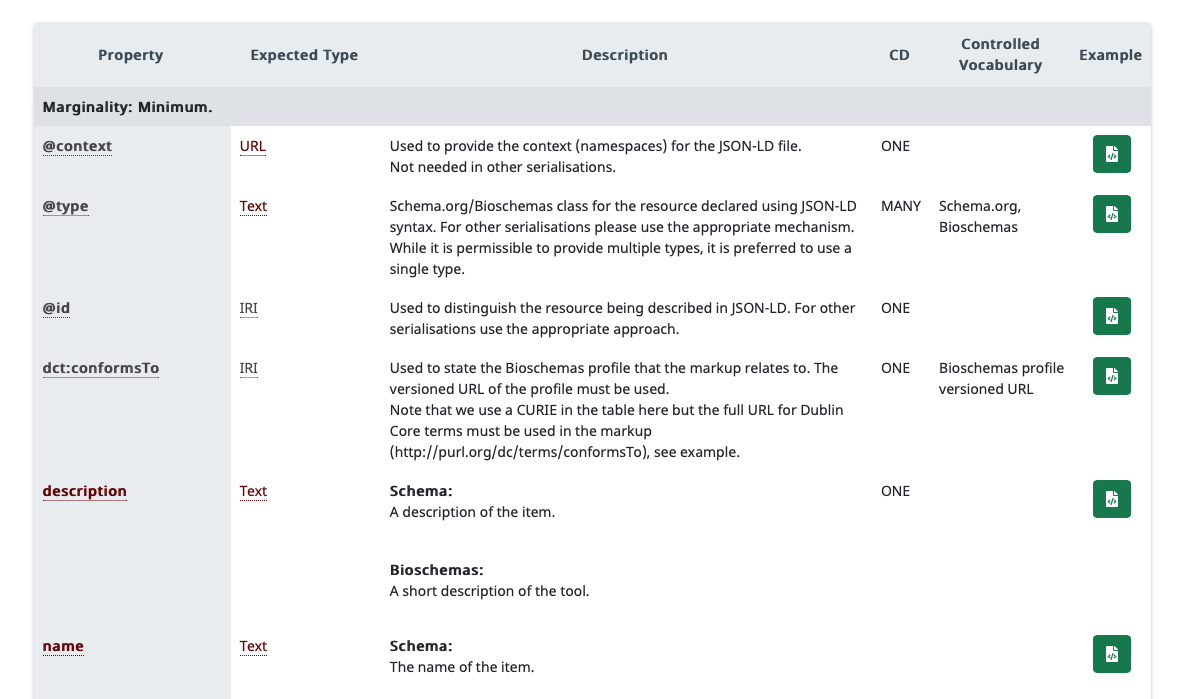 Property Expected Type Description CD Controlled Vocabulary Example
Marginality: Minimum.
@context URL Used to provide the context (namespaces) for the JSON-LD file. ONE
Not needed in other serialisations.
@type Text Schema.org/Bioschemas class for the resource declared using JSON-LD MANY Schema.org,
syntax. For other serialisations please use the appropriate mechanism. Bioschemas
While it is permissible to provide multiple types, it is preferred to use a
single type.
@id IRI Used to distinguish the resource being described in JSON-LD. For other ONE
serialisations use the appropriate approach.
dct:conformsTo IRI Used to state the Bioschemas profile that the markup relates to. The ONE Bioschemas profile
versioned URL of the profile must be used. versioned URL
Note that we use a CURIE in the table here but the full URL for Dublin
Core terms must be used in the markup
(http://purl.org/dc/terms/conformsTo), see example.
description Text Schema: ONE
A description of the item.
Bioschemas:
A short description of the tool.
name Text Schema:
The name of the item.